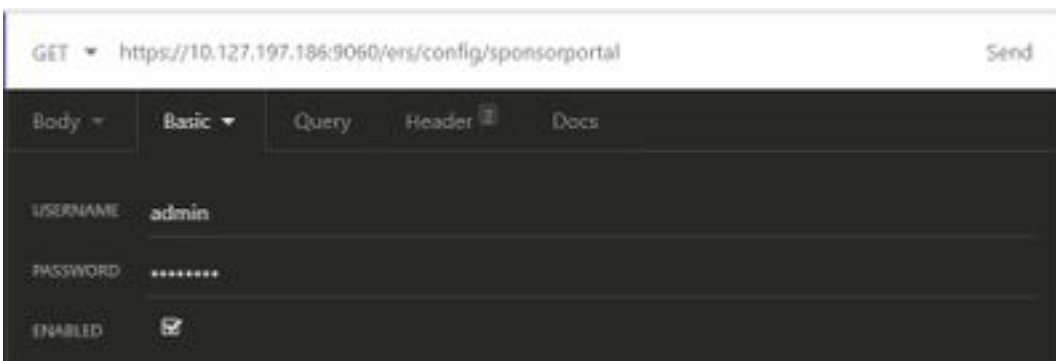 GET https://10.127.197.186:9060/ers/config/sponsorportal Send
Body Basic Query Header 2 Docs
USERNAME admin
PASSWORD ••••••••
ENABLED